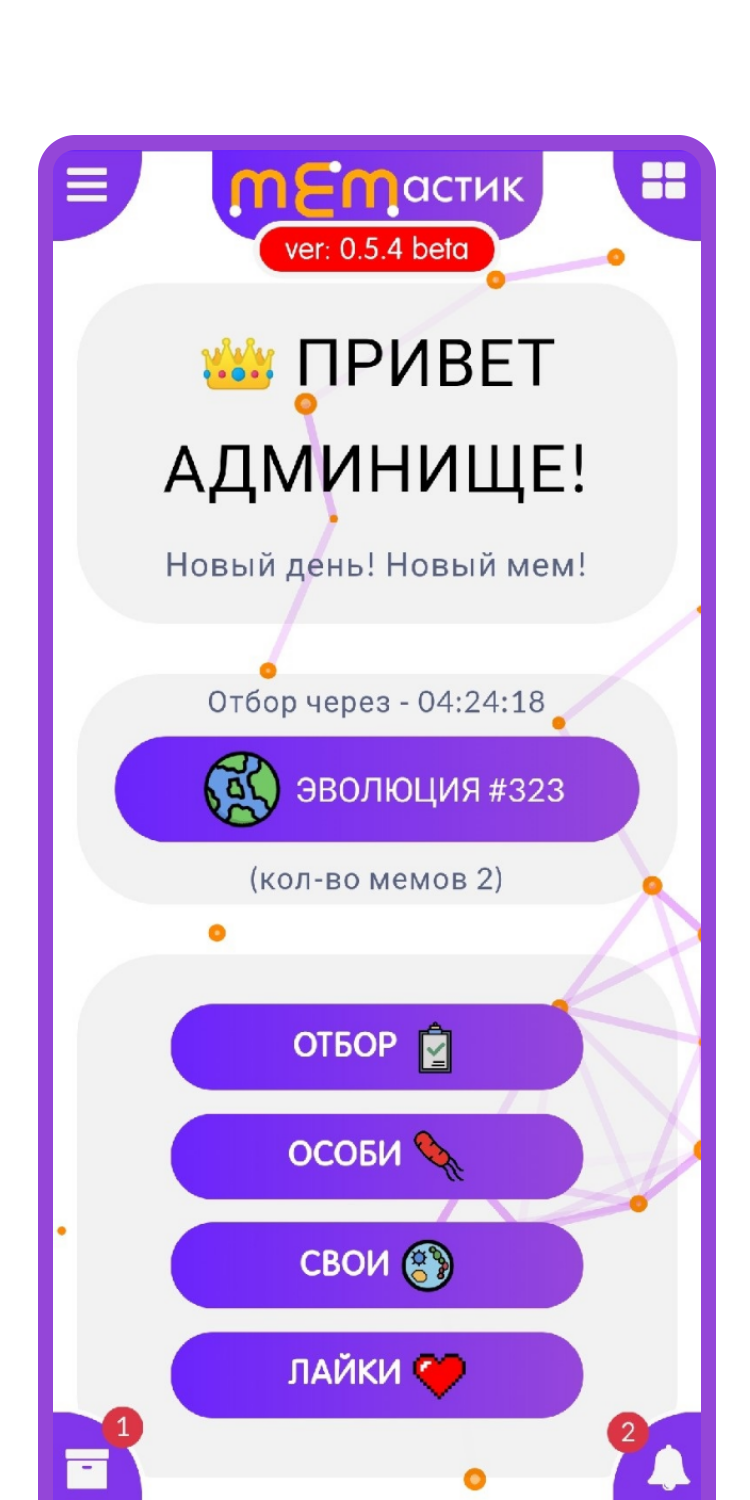 мемастик
ver: 0.5.4 beta
ПРИВЕТ
АДМИНИЩЕ!
Новый день! Новый мем!
Отбор через - 04:24:18
ЭВОЛЮЦИЯ #323
(кол-во мемов 2)
ОТБОР
ОСОБИ
СВОИ
ЛАЙКИ
1
2